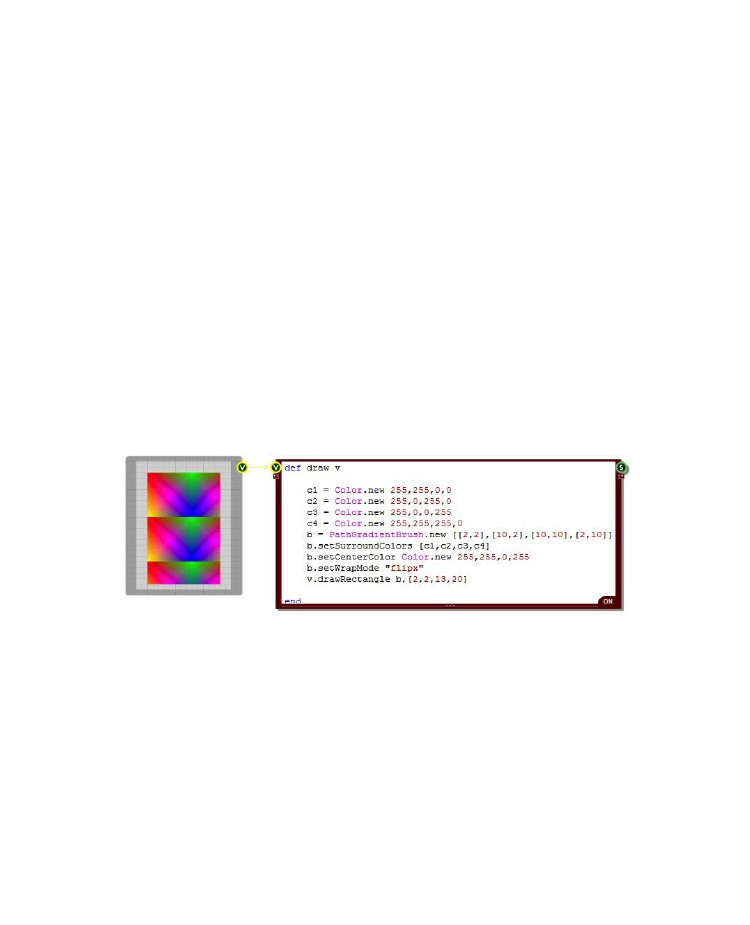 V V def draw v S
c1 = Color.new 255,255,0,0
c2 = Color.new 255,0,255,0
c3 = Color.new 255,0,0,255
c4 = Color.new 255,255,255,0
b = PathGradientBrush.new [[2,2],[10,2],[10,10],[2,10]]
b.setSurroundColors [c1,c2,c3,c4]
b.setCenterColor Color.new 255,255,0,255
b.setWrapMode "flipx"
v.drawRectangle b,[2,2,13,20]
end
ON